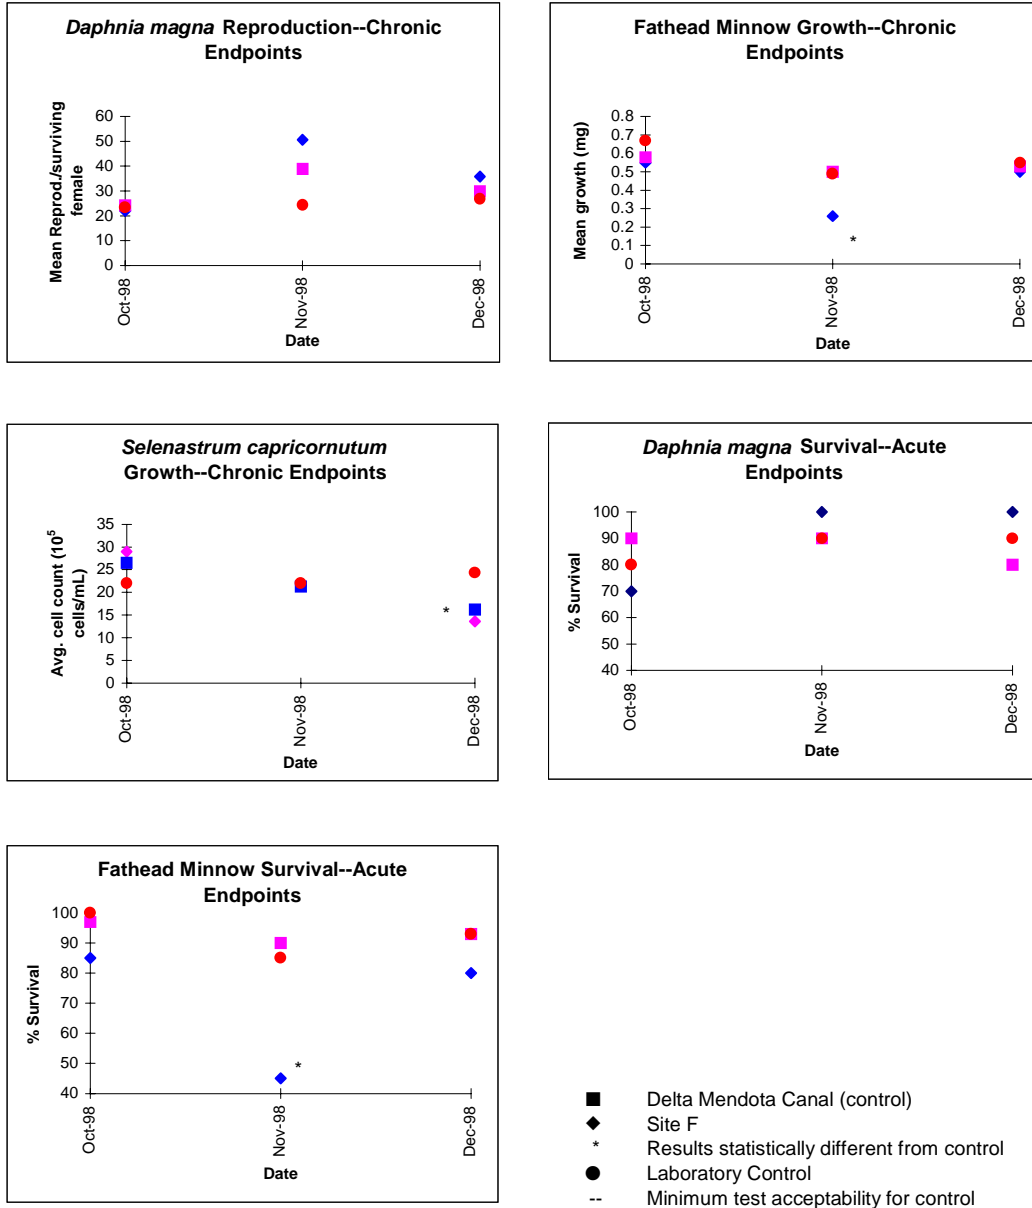 Daphnia magna Reproduction--Chronic
Endpoints
Mean Reprod./surviving
female
60
50
40
30
20
10
0
Oct-98
Nov-98
Dec-98
Date
Fathead Minnow Growth--Chronic
Endpoints
Mean growth (mg)
0.8
0.7
0.6
0.5
0.4
0.3
0.2
0.1
0
*
Oct-98
Nov-98
Dec-98
Date
Selenastrum capricornutum
Growth--Chronic Endpoints
Avg. cell count (10⁵
cells/mL)
35
30
25
20
15
10
5
0
*
Oct-98
Nov-98
Dec-98
Date
Daphnia magna Survival--Acute
Endpoints
% Survival
100
90
80
70
60
50
40
Oct-98
Nov-98
Dec-98
Date
Fathead Minnow Survival--Acute
Endpoints
% Survival
100
90
80
70
60
50
40
*
Oct-98
Nov-98
Dec-98
Date
Delta Mendota Canal (control)
Site F
* Results statistically different from control
Laboratory Control
-- Minimum test acceptability for control